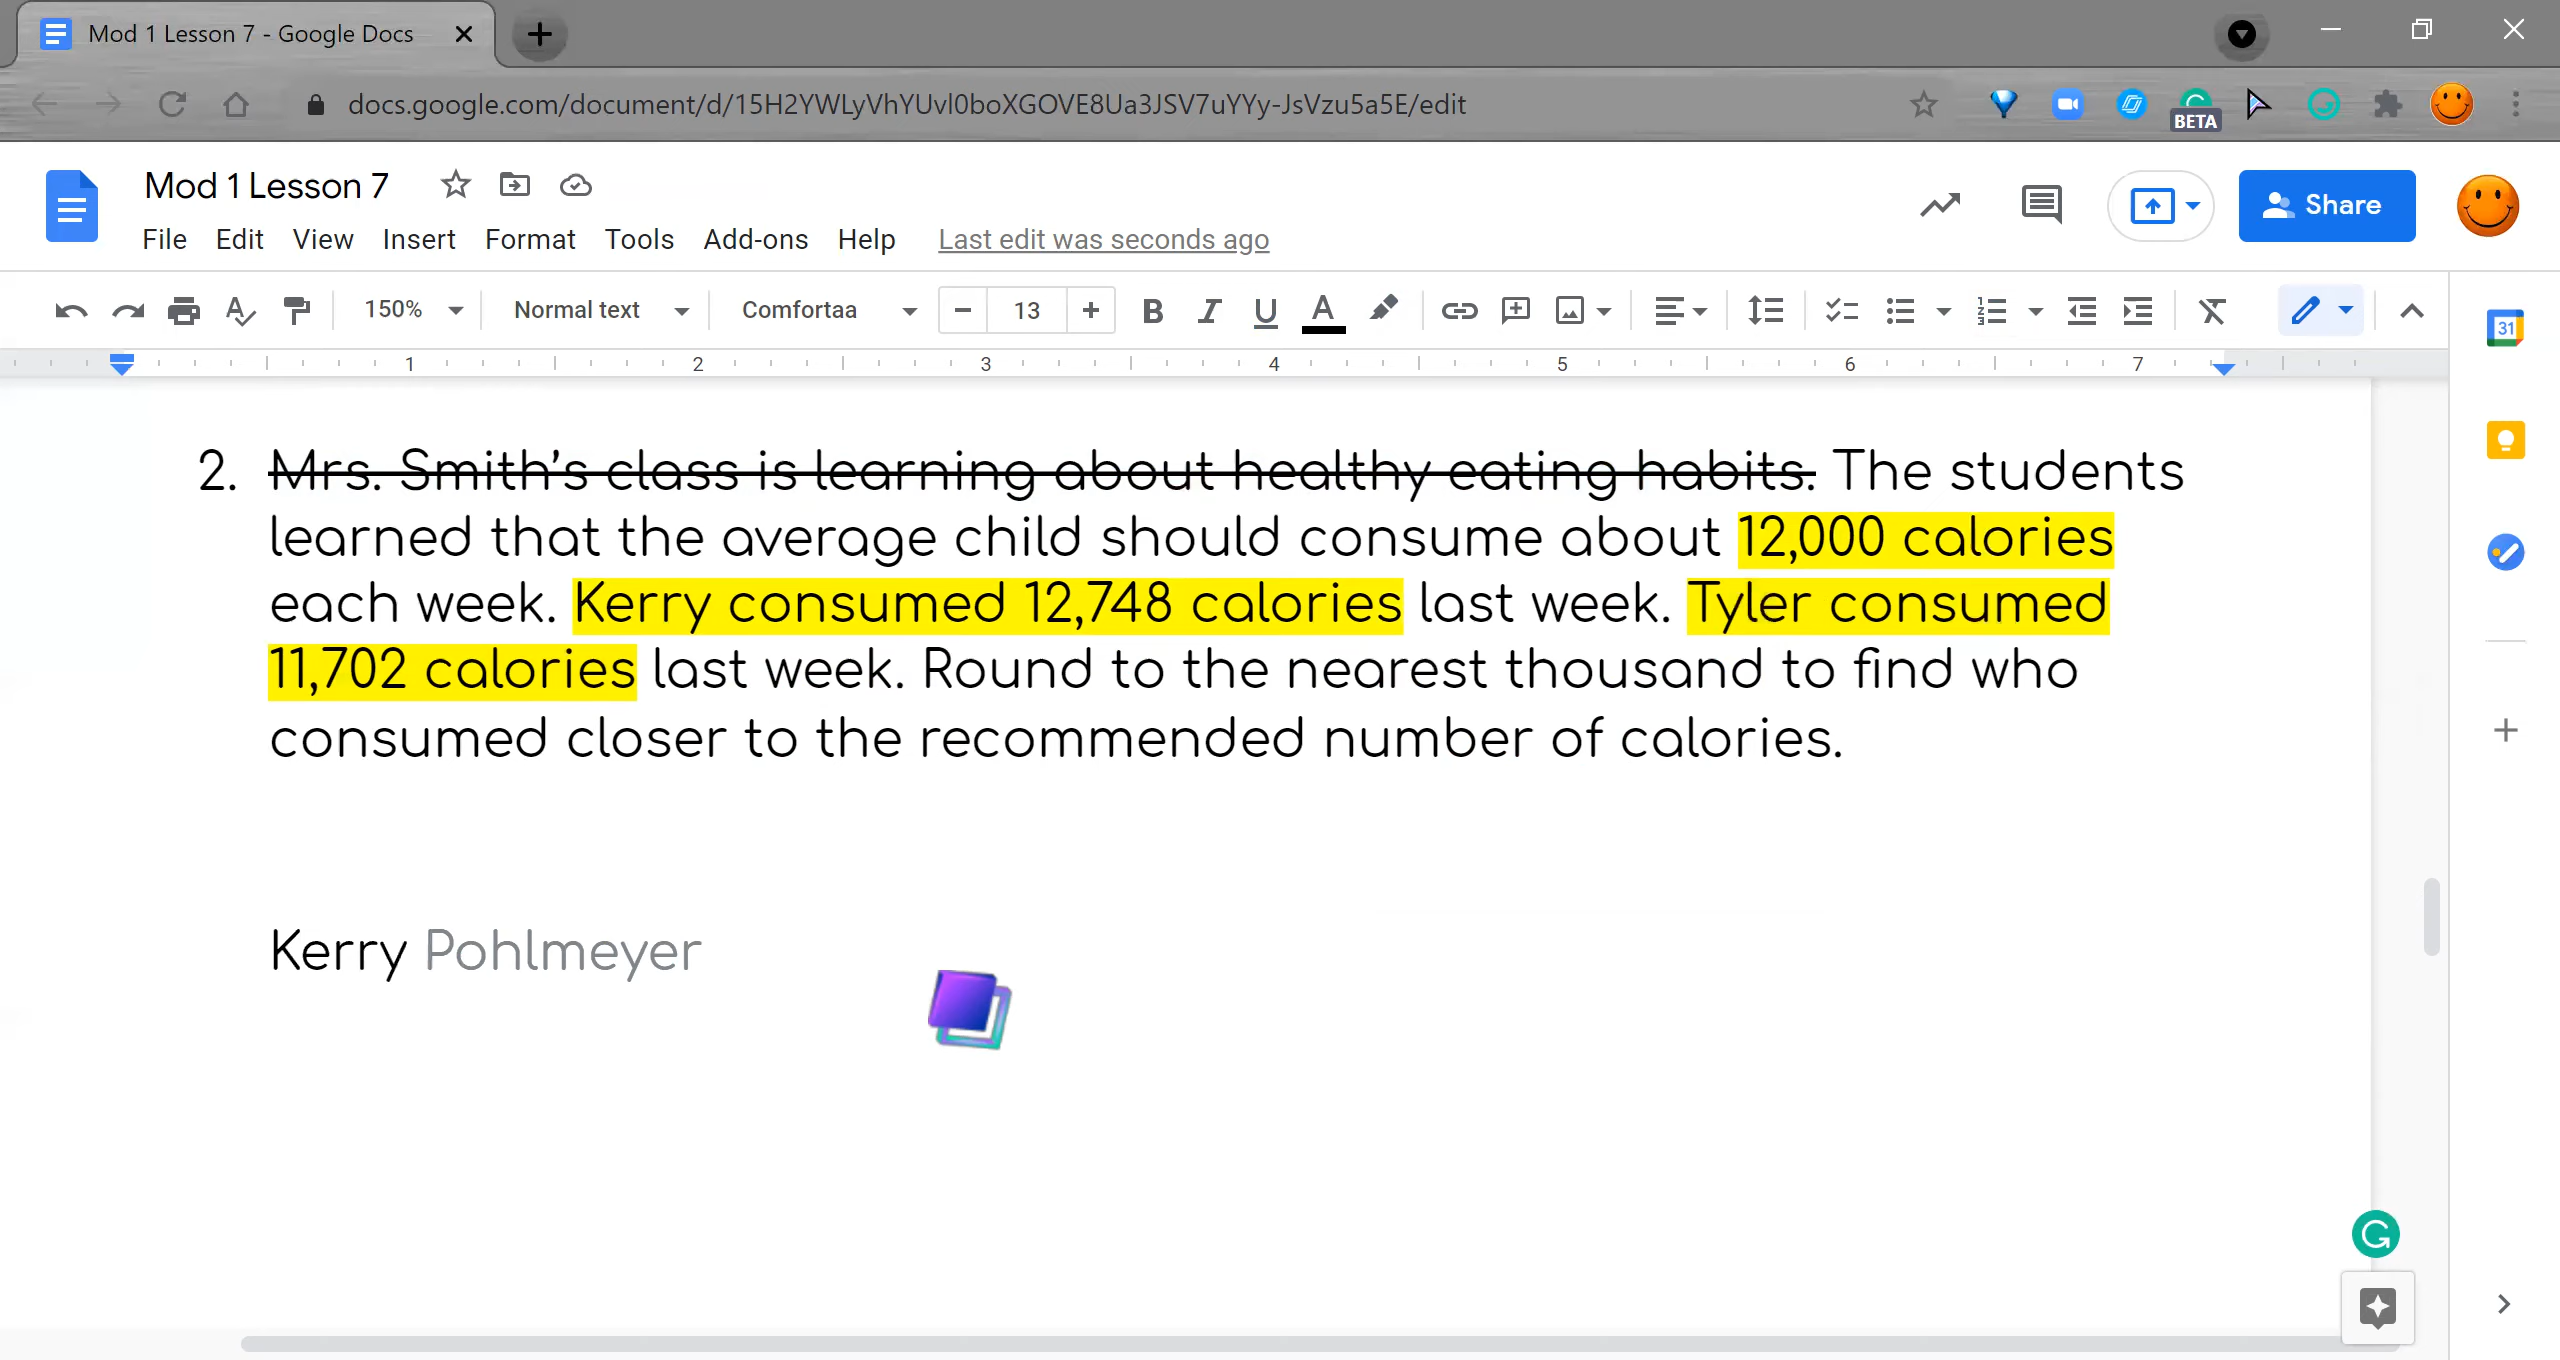 Mod 1 Lesson 7 - Google Docs
docs.google.com/document/d/15H2YWLyVhYUvl0boXGOVE8Ua3JSV7uYYy-JsVzu5a5E/edit
BETA
Mod 1 Lesson 7
Share
File Edit View Insert Format Tools Add-ons Help Last edit was seconds ago
150% Normal text Comfortaa 13 B I U A
31
1 2 3 4 5 6 7
2. Mrs. Smith's class is learning about healthy eating habits. The students
learned that the average child should consume about 12,000 calories
each week. Kerry consumed 12,748 calories last week. Tyler consumed
11,702 calories last week. Round to the nearest thousand to find who
consumed closer to the recommended number of calories.
Kerry Pohlmeyer